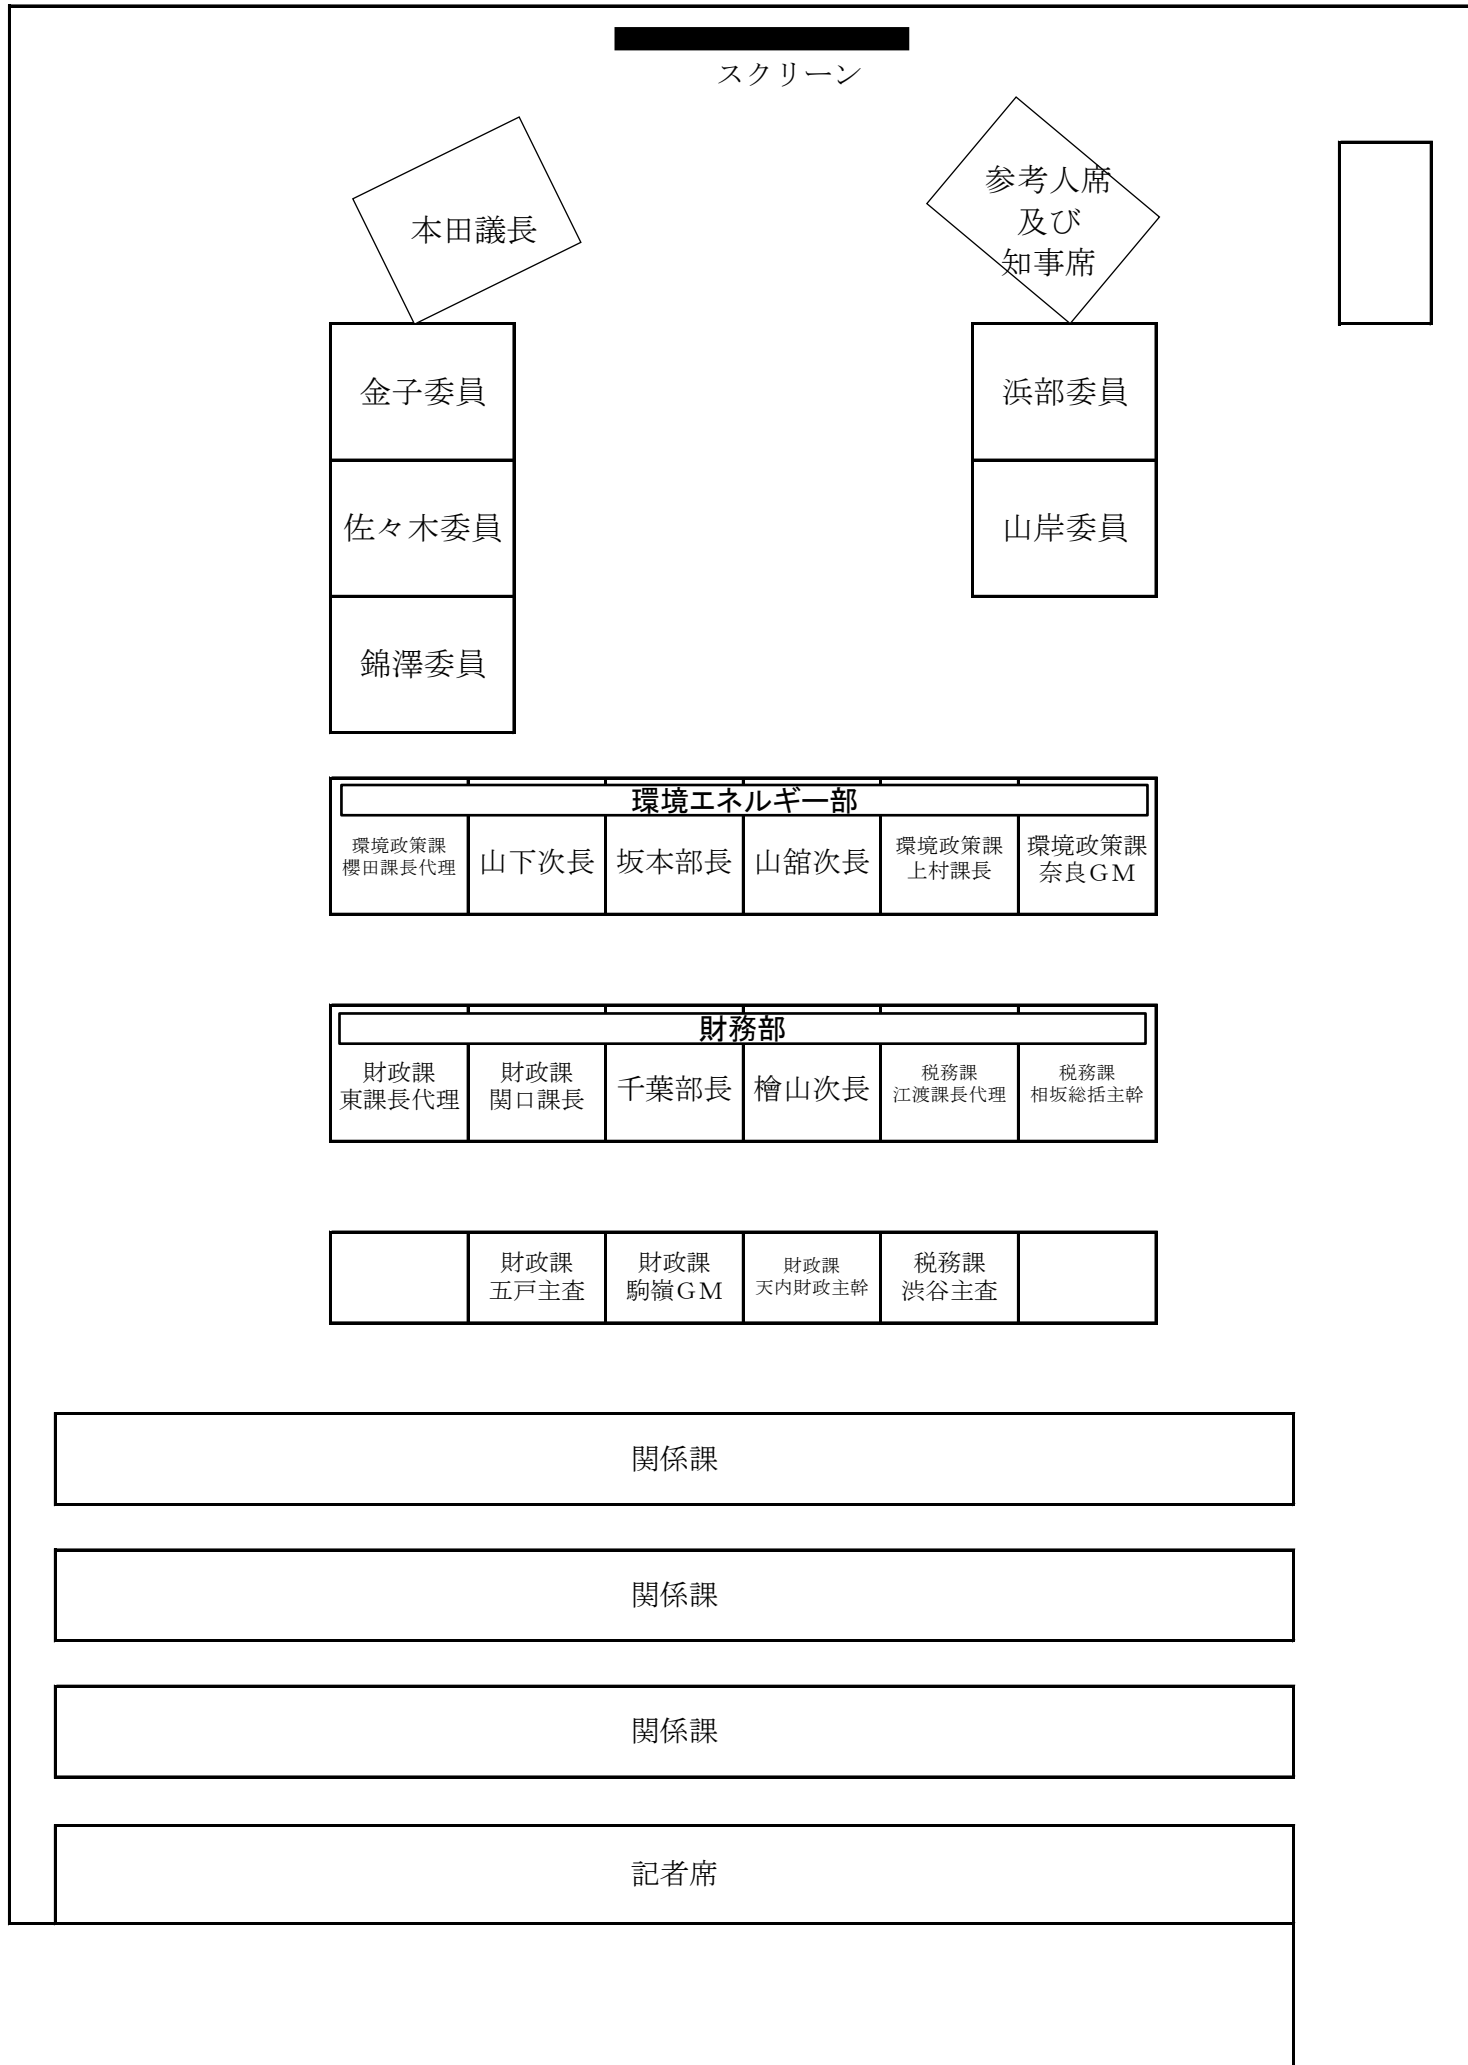 スクリーン
本田議長
参考人席
及び
知事席
金子委員
浜部委員
佐々木委員
山岸委員
錦澤委員
環境エネルギー部
環境政策課
櫻田課長代理
山下次長
坂本部長
山舘次長
環境政策課
上村課長
環境政策課
奈良GM
財務部
財政課
東課長代理
財政課
関口課長
千葉部長
檜山次長
税務課
江渡課長代理
税務課
相坂総括主幹
財政課
五戸主査
財政課
駒嶺GM
財政課
天内財政主幹
税務課
渋谷主査
関係課
関係課
関係課
記者席